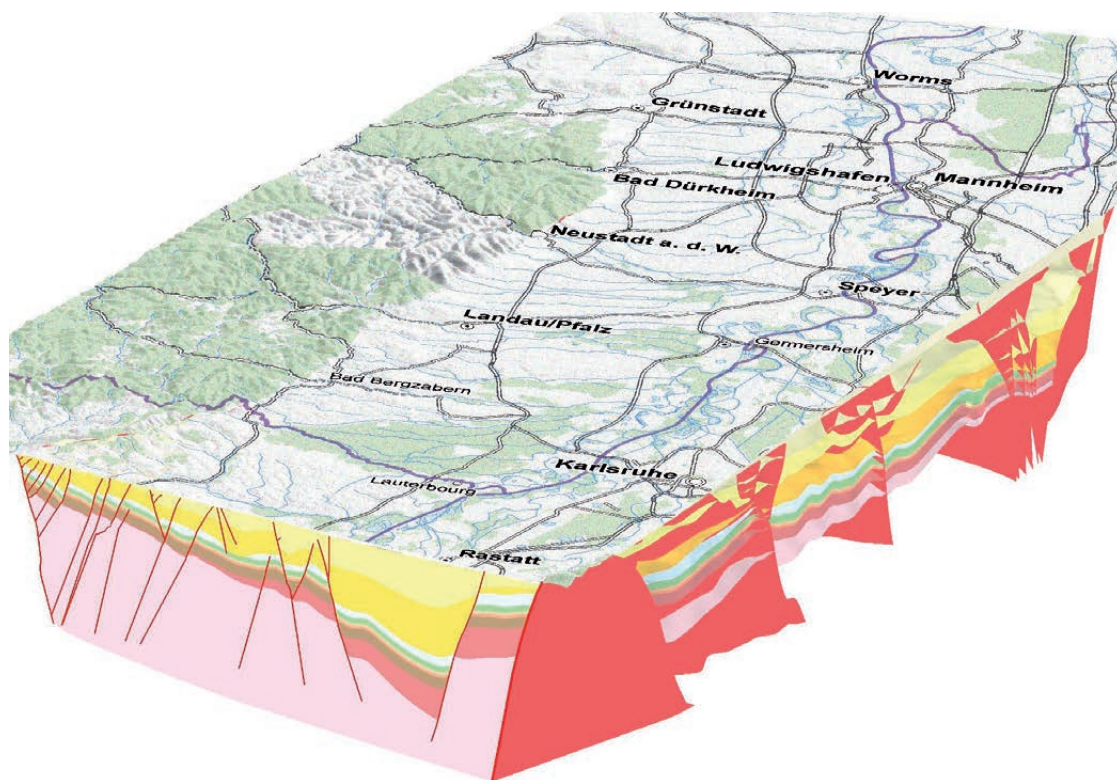 Worms
Grünstadt
Ludwigshafen
Mannheim
Bad Dürkheim
Neustadt a. d. W.
Speyer
Landau/Pfalz
Germersheim
Bad Bergzabern
Karlsruhe
Lauterbourg
Rastatt